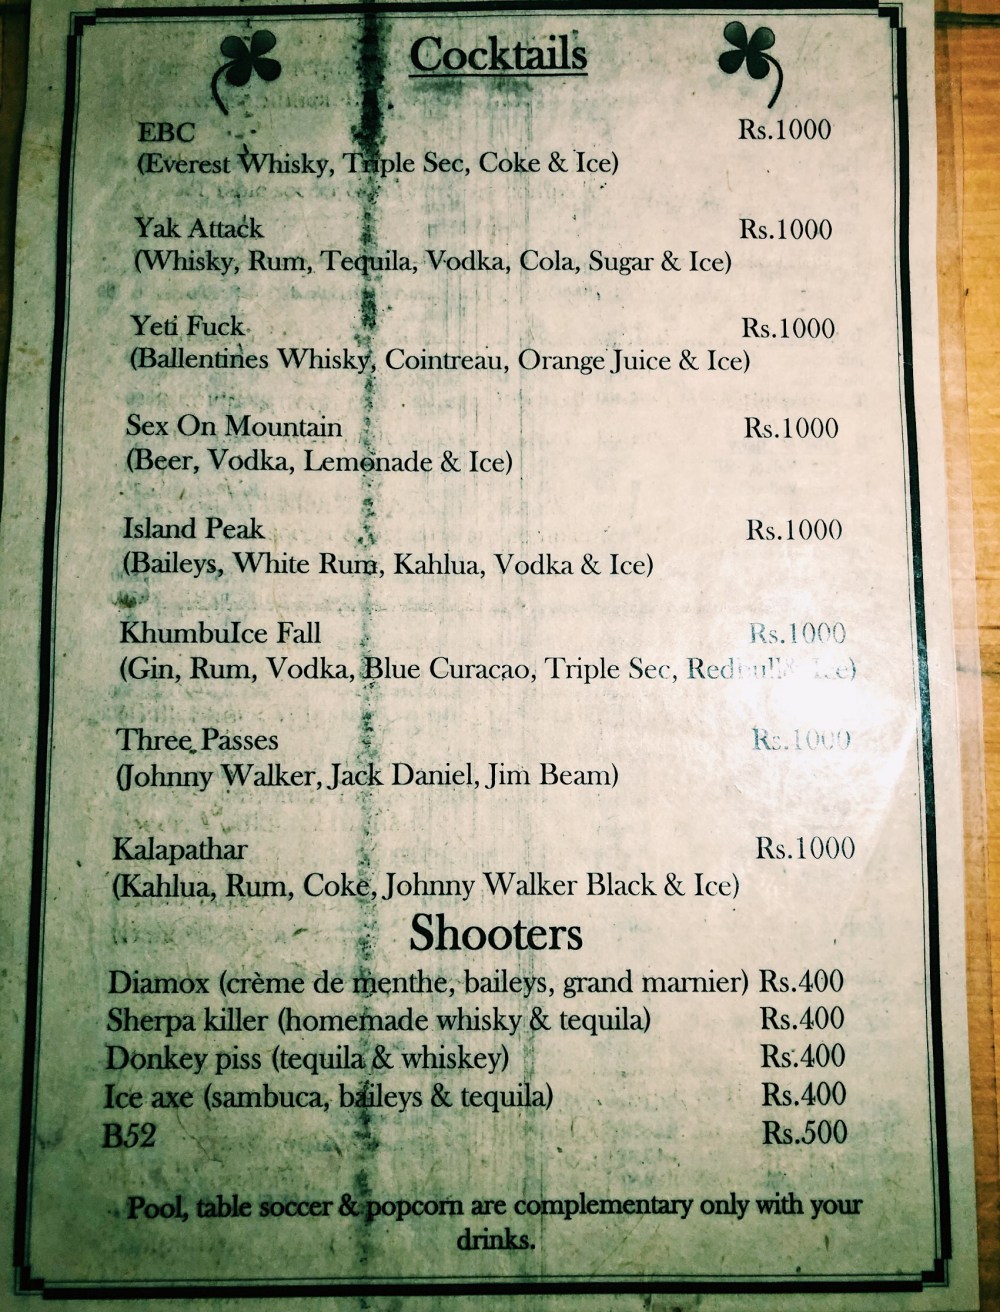 Cocktails
EBC Rs.1000
(Everest Whisky, Triple Sec, Coke & Ice)
Yak Attack Rs.1000
(Whisky, Rum, Tequila, Vodka, Cola, Sugar & Ice)
Yeti Fuck Rs.1000
(Ballentines Whisky, Cointreau, Orange Juice & Ice)
Sex On Mountain Rs.1000
(Beer, Vodka, Lemonade & Ice)
Island Peak Rs.1000
(Baileys, White Rum, Kahlua, Vodka & Ice)
KhumbuIce Fall Rs.1000
(Gin, Rum, Vodka, Blue Curacao, Triple Sec, Redbull& Ice)
Three Passes Rs.1000
(Johnny Walker, Jack Daniel, Jim Beam)
Kalapathar Rs.1000
(Kahlua, Rum, Coke, Johnny Walker Black & Ice)
Shooters
Diamox (crème de menthe, baileys, grand marnier) Rs.400
Sherpa killer (homemade whisky & tequila) Rs.400
Donkey piss (tequila & whiskey) Rs.400
Ice axe (sambuca, baileys & tequila) Rs.400
B52 Rs.500
Pool, table soccer & popcorn are complementary only with your
drinks.